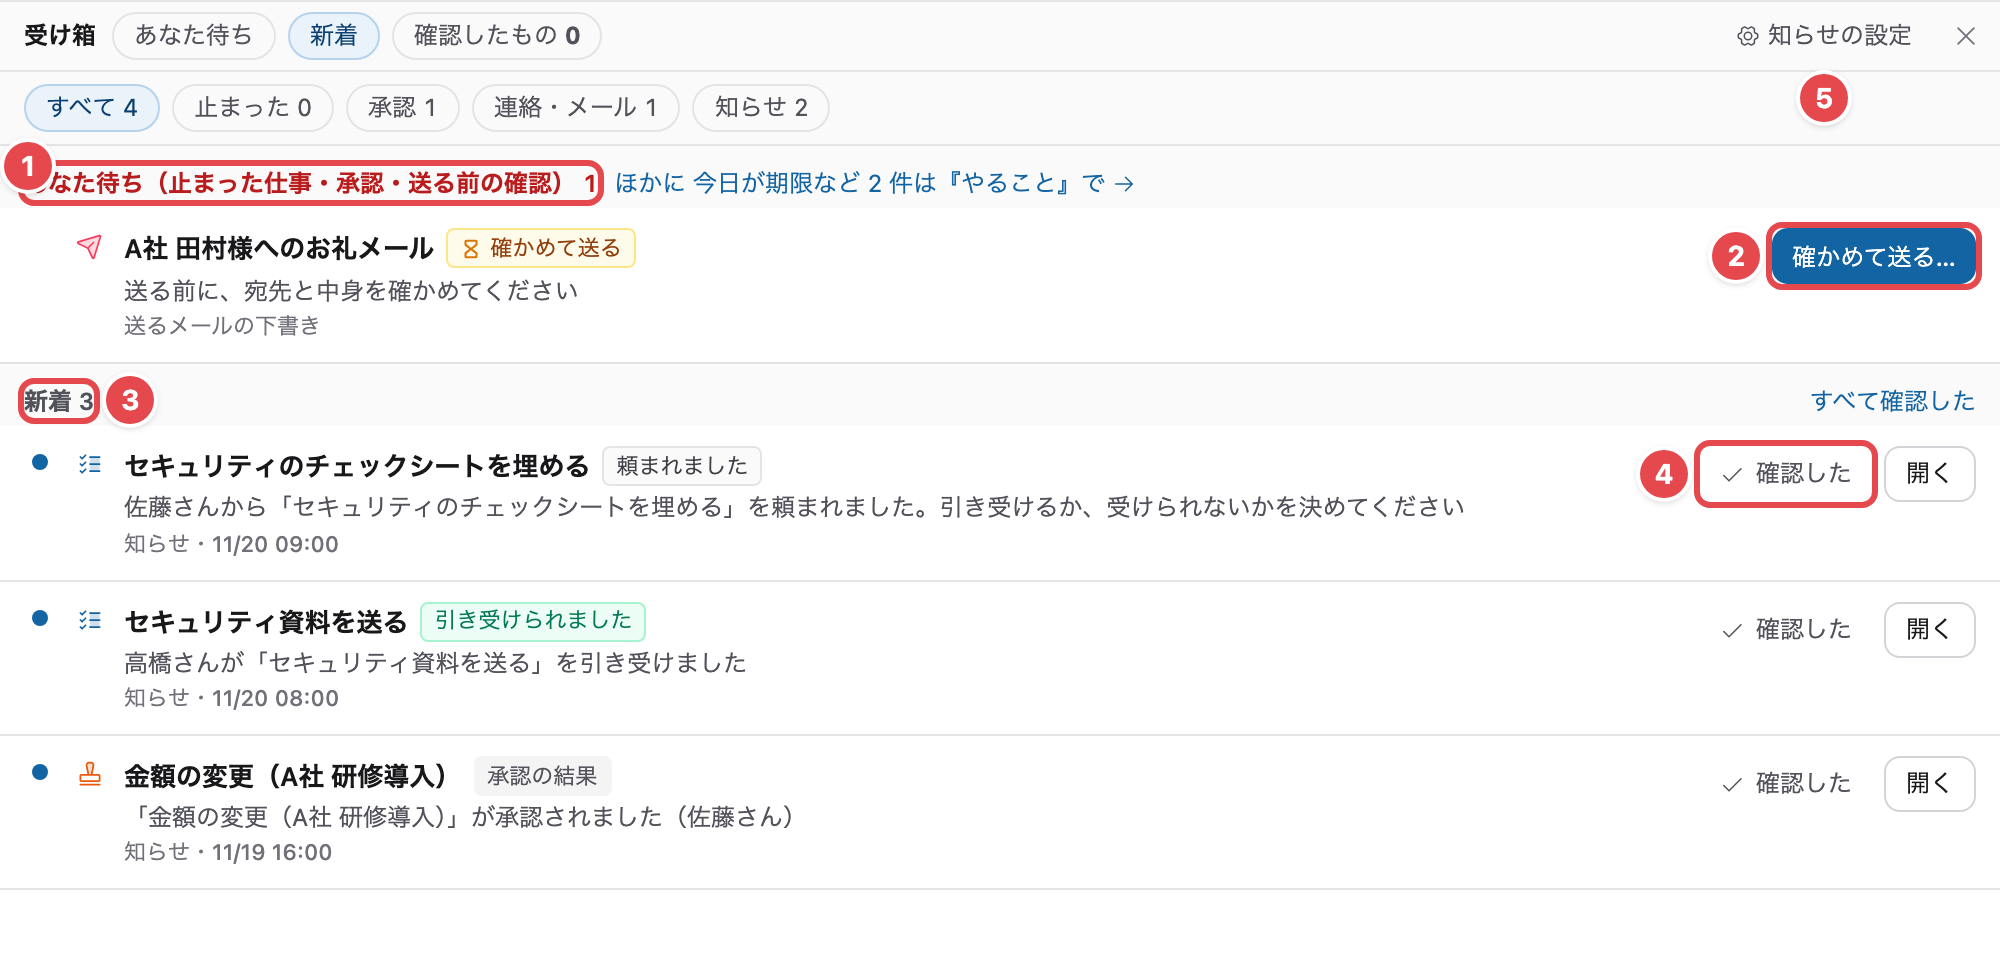 受け箱 あなた待ち 新着 確認したもの 0 知らせの設定
すべて 4 止まった 0 承認 1 連絡・メール 1 知らせ 2
5
1
なた待ち（止まった仕事・承認・送る前の確認） 1 ほかに 今日が期限など 2 件は『やること』で →
A社 田村様へのお礼メール 確かめて送る
2 確かめて送る...
送る前に、宛先と中身を確かめてください
送るメールの下書き
新着 3 3 すべて確認した
セキュリティのチェックシートを埋める 頼まれました
4 確認した 開く
佐藤さんから「セキュリティのチェックシートを埋める」を頼まれました。引き受けるか、受けられないかを決めてください
知らせ・11/20 09:00
セキュリティ資料を送る 引き受けられました
確認した 開く
高橋さんが「セキュリティ資料を送る」を引き受けました
知らせ・11/20 08:00
金額の変更（A社 研修導入） 承認の結果
確認した 開く
「金額の変更（A社 研修導入）」が承認されました（佐藤さん）
知らせ・11/19 16:00